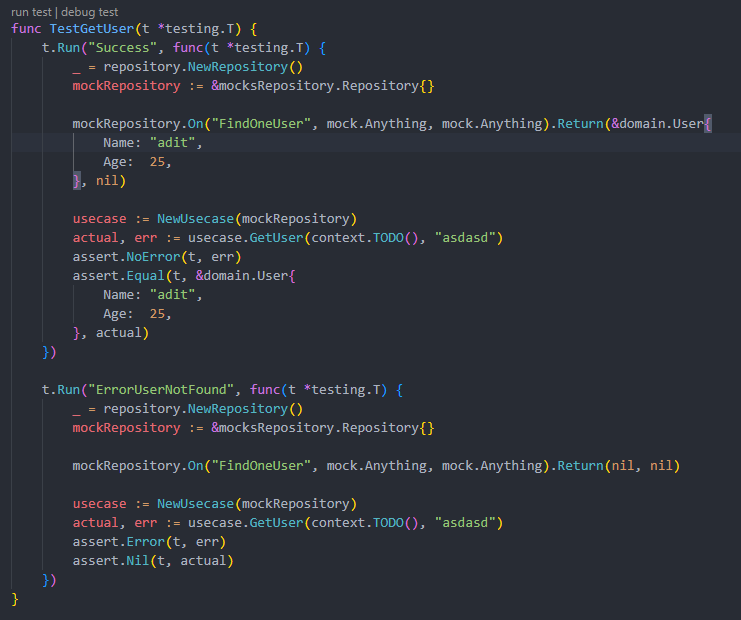 run test | debug test
func TestGetUser(t *testing.T) {
    t.Run("Success", func(t *testing.T) {
        _ = repository.NewRepository()
        mockRepository := &mocksRepository.Repository{}

        mockRepository.On("FindOneUser", mock.Anything, mock.Anything).Return(&domain.User{
            Name: "adit",
            Age:  25,
        }, nil)

        usecase := NewUsecase(mockRepository)
        actual, err := usecase.GetUser(context.TODO(), "asdasd")
        assert.NoError(t, err)
        assert.Equal(t, &domain.User{
            Name: "adit",
            Age:  25,
        }, actual)
    })

    t.Run("ErrorUserNotFound", func(t *testing.T) {
        _ = repository.NewRepository()
        mockRepository := &mocksRepository.Repository{}

        mockRepository.On("FindOneUser", mock.Anything, mock.Anything).Return(nil, nil)

        usecase := NewUsecase(mockRepository)
        actual, err := usecase.GetUser(context.TODO(), "asdasd")
        assert.Error(t, err)
        assert.Nil(t, actual)
    })
}